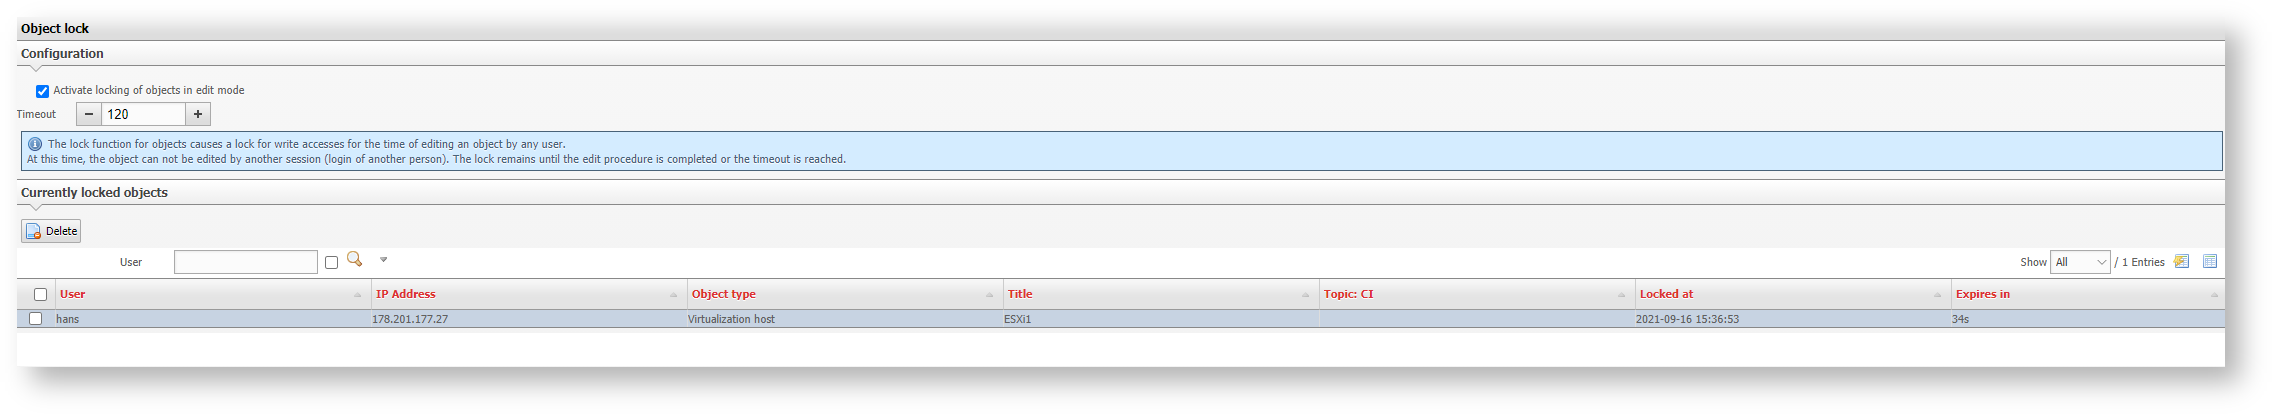 Object lock
Configuration
Activate locking of objects in edit mode
Timeout − 120 +
The lock function for objects causes a lock for write accesses for the time of editing an object by any user.
At this time, the object can not be edited by another session (login of another person). The lock remains until the edit procedure is completed or the timeout is reached.
Currently locked objects
Delete
User Show All / 1 Entries
User IP Address Object type Title Topic: CI Locked at Expires in
hans 178.201.177.27 Virtualization host ESXi1 2021-09-16 15:36:53 34s